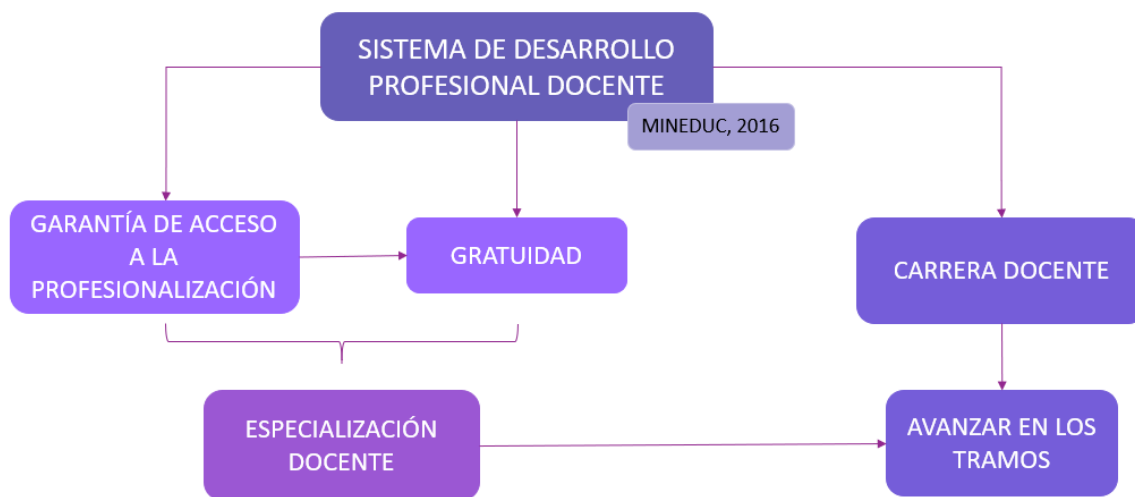 SISTEMA DE DESARROLLO
PROFESIONAL DOCENTE
MINEDUC, 2016
GARANTÍA DE ACCESO
A LA
PROFESIONALIZACIÓN
GRATUIDAD
CARRERA DOCENTE
ESPECIALIZACIÓN
DOCENTE
AVANZAR EN LOS
TRAMOS